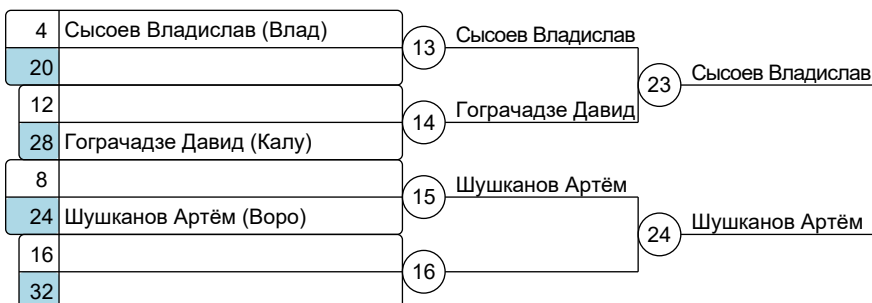 4 Сысоев Владислав (Влад)
20
13 Сысоев Владислав
23 Сысоев Владислав
12
28 Гограчадзе Давид (Калу)
14 Гограчадзе Давид
8
24 Шушканов Артём (Воро)
15 Шушканов Артём
24 Шушканов Артём
16
32
16